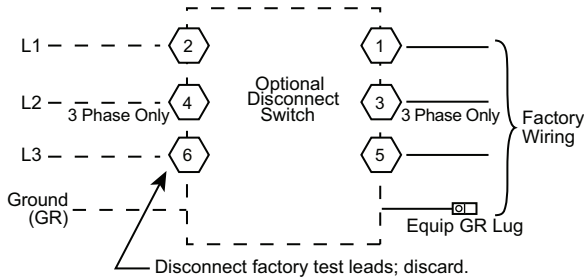 L1
2
1
L2
3 Phase Only
4
Optional
Disconnect
Switch
3
3 Phase Only
Factory
Wiring
L3
6
5
Ground
(GR)
Equip GR Lug
Disconnect factory test leads; discard.